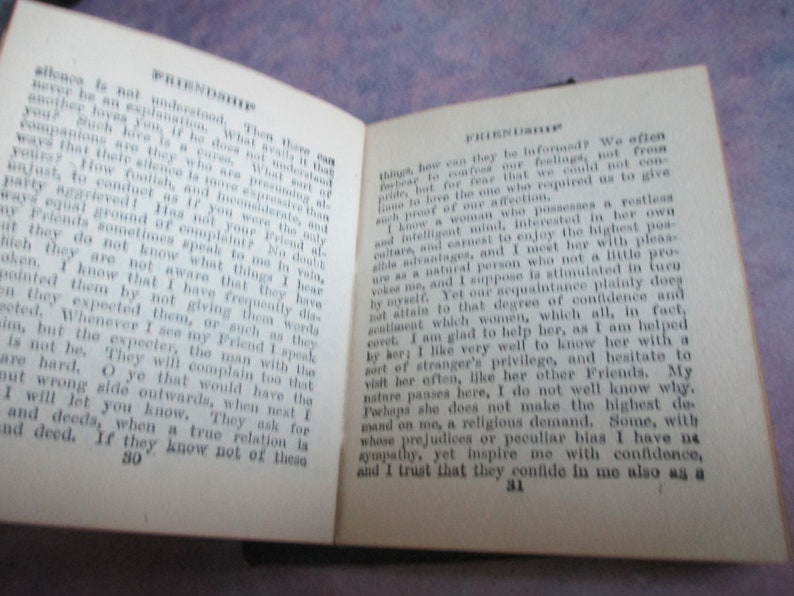 FRIENDSHIP
silence is not understood. Then there can
never be an explanation. What avails it that
another loves you, if he does not understand
you? Such love is a curse. What sort of
companions are they who are presuming al-
ways that their silence is more expressive than
yours? How foolish, and inconsiderate, and
unjust, to conduct as if you were the only
party aggrieved! Has not your Friend al-
ways equal ground of complaint? No doubt
my Friends sometimes speak to me in vain,
but they do not know what things I hear
which they are not aware that they have
oken. I know that I have frequently dis-
pointed them by not giving them words
en they expected them, or such as they
ected. Whenever I see my Friend I speak
im, but the expecter, the man with the
is not he. They will complain too that
are hard. O ye that would have the
nut wrong side outwards, when next I
I will let you know. They ask for
and deeds, when a true relation is
nd deed. If they know not of these
30
FRIENDSHIP
things, how can they be informed? We often
forbear to confess our feelings, not from
pride, but for fear that we could not con-
tinue to love the one who required us to give
such proof of our affection.
I know a woman who possesses a restless
and intelligent mind, interested in her own
culture, and earnest to enjoy the highest pos-
sible advantages, and I meet her with pleas-
ure as a natural person who not a little pro-
vokes me, and I suppose is stimulated in turn
by myself. Yet our acquaintance plainly does
not attain to that degree of confidence and
sentiment which women, which all, in fact,
covet. I am glad to help her, as I am helped
by her; I like very well to know her with a
sort of stranger's privilege, and hesitate to
visit her often, like her other Friends. My
nature pauses here, I do not well know why.
Perhaps she does not make the highest de-
mand on me, a religious demand. Some, with
whose prejudices or peculiar bias I have no
sympathy, yet inspire me with confidence,
and I trust that they confide in me also as a
31